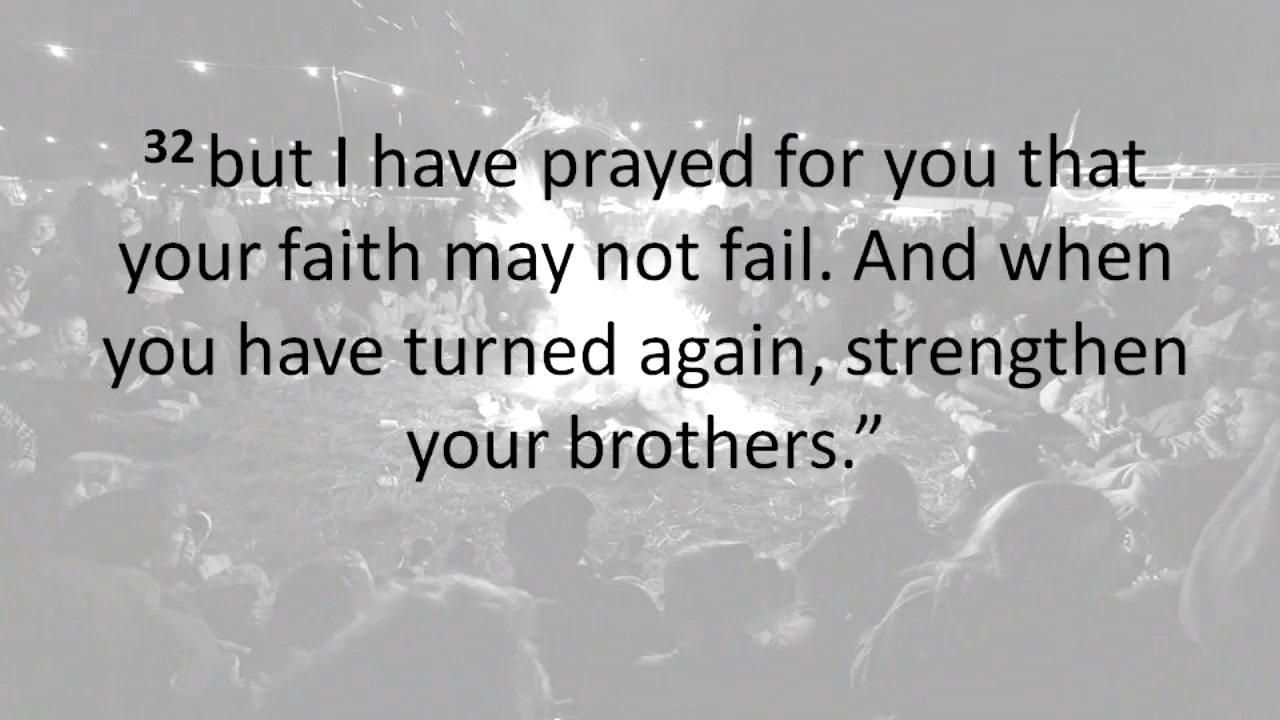 32 but I have prayed for you that
your faith may not fail. And when
you have turned again, strengthen
your brothers.”